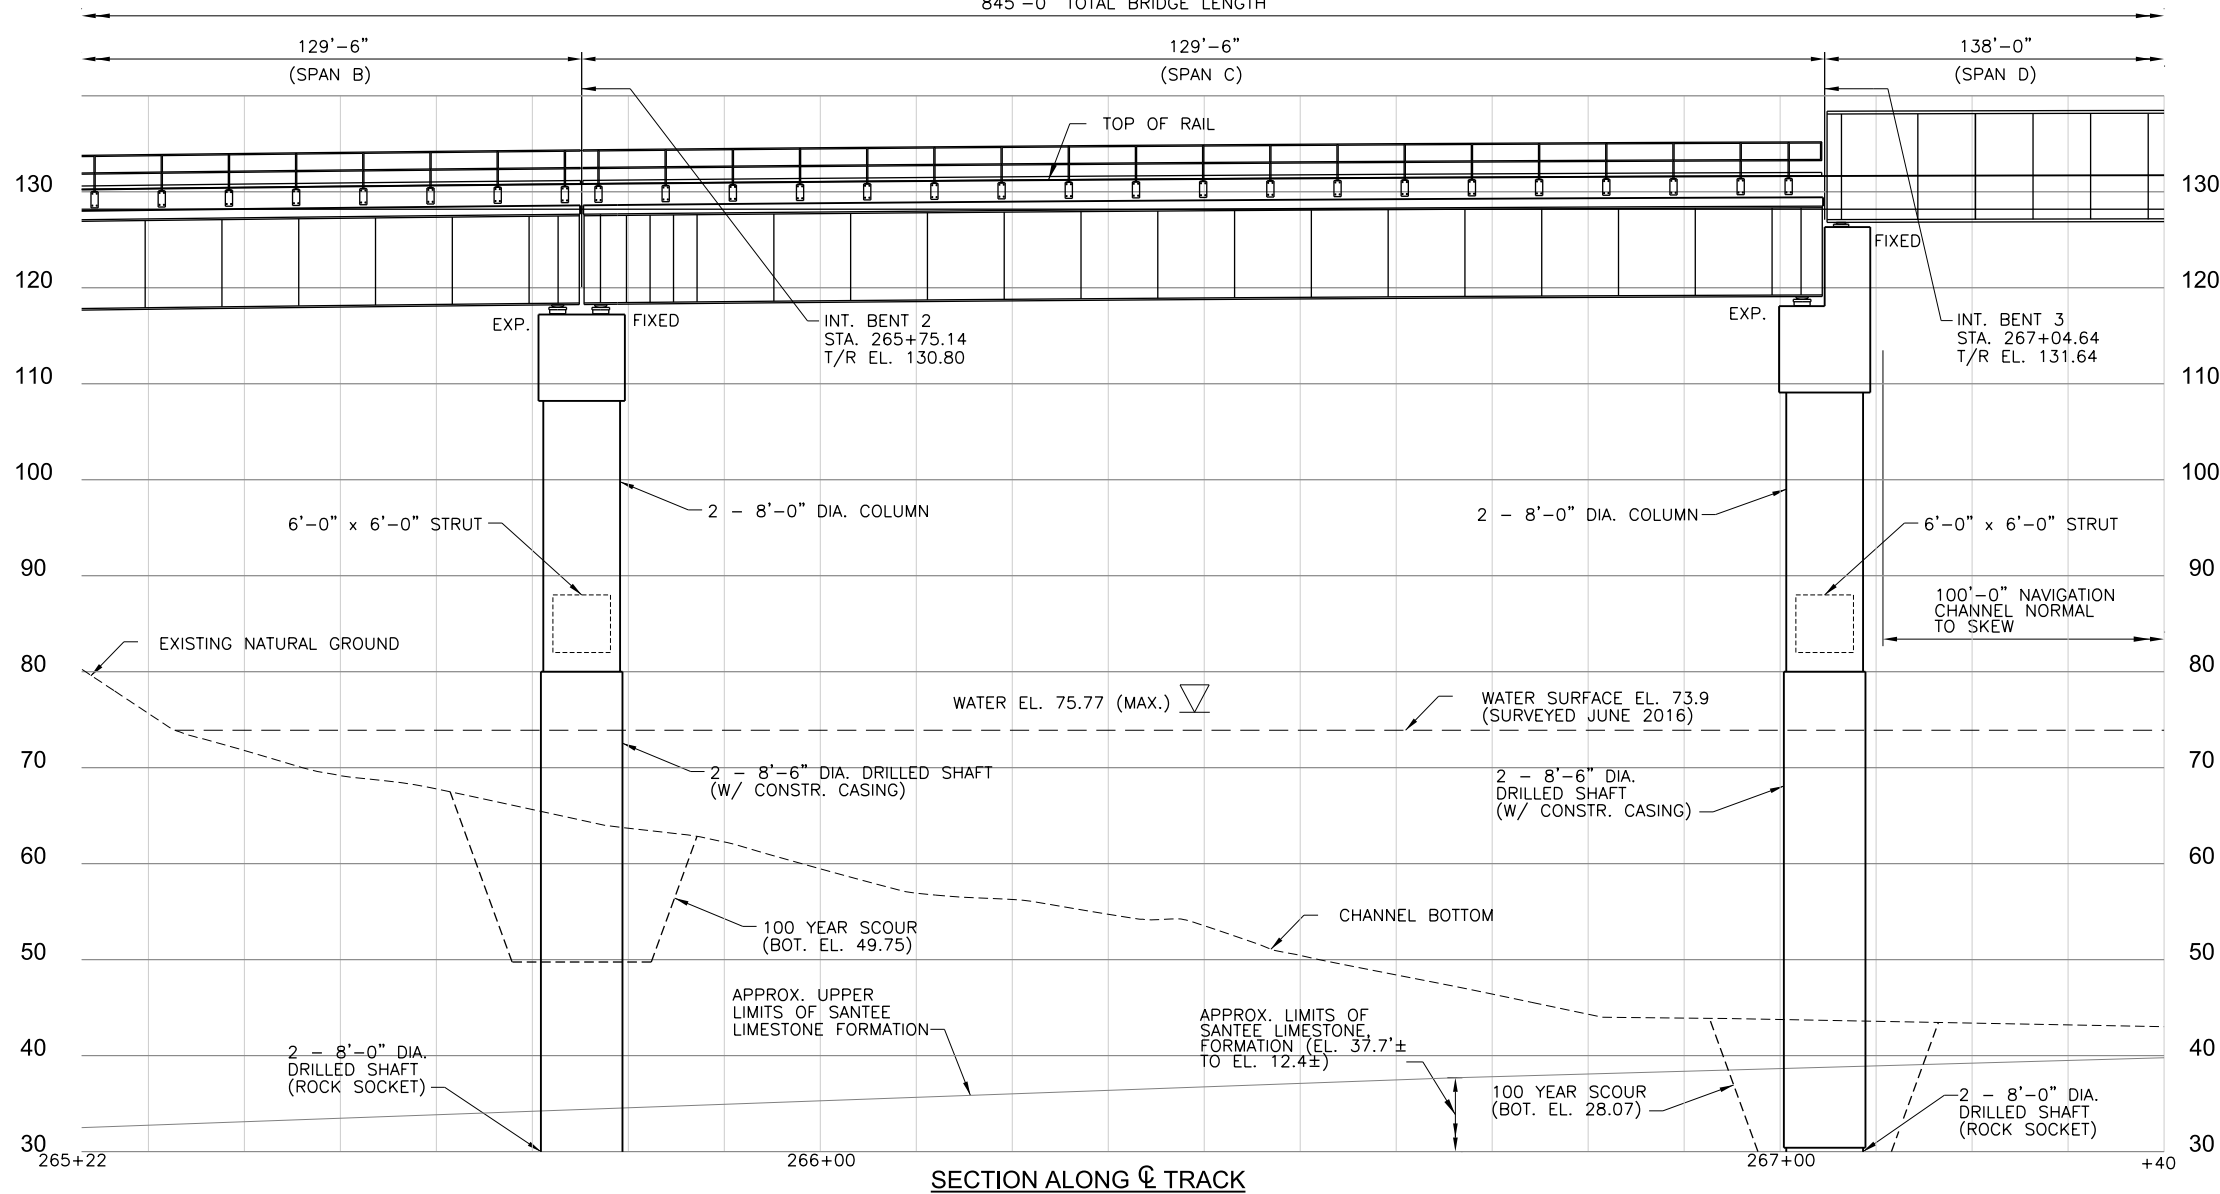 845'-0" TOTAL BRIDGE LENGTH
129'-6"
(SPAN B)
129'-6"
(SPAN C)
138'-0"
(SPAN D)
TOP OF RAIL
130
130
FIXED
120
120
EXP.
FIXED
INT. BENT 2
STA. 265+75.14
T/R EL. 130.80
EXP.
INT. BENT 3
STA. 267+04.64
T/R EL. 131.64
110
110
100
100
2 - 8'-0" DIA. COLUMN
2 - 8'-0" DIA. COLUMN
6'-0" x 6'-0" STRUT
6'-0" x 6'-0" STRUT
90
90
100'-0" NAVIGATION
CHANNEL NORMAL
TO SKEW
EXISTING NATURAL GROUND
80
80
WATER EL. 75.77 (MAX.)
WATER SURFACE EL. 73.9
(SURVEYED JUNE 2016)
70
70
2 - 8'-6" DIA. DRILLED SHAFT
(W/ CONSTR. CASING)
2 - 8'-6" DIA.
DRILLED SHAFT
(W/ CONSTR. CASING)
60
60
100 YEAR SCOUR
(BOT. EL. 49.75)
CHANNEL BOTTOM
50
50
APPROX. UPPER
LIMITS OF SANTEE
LIMESTONE FORMATION
APPROX. LIMITS OF
SANTEE LIMESTONE
FORMATION (EL. 37.7'±
TO EL. 12.4±)
40
40
2 - 8'-0" DIA.
DRILLED SHAFT
(ROCK SOCKET)
100 YEAR SCOUR
(BOT. EL. 28.07)
2 - 8'-0" DIA.
DRILLED SHAFT
(ROCK SOCKET)
30
30
265+22
266+00
267+00
+40
SECTION ALONG ℄ TRACK